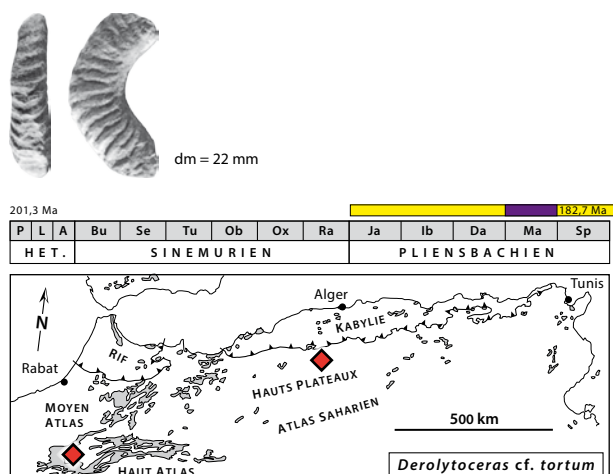 dm = 22 mm
201,3 Ma 182,7 Ma
P L A Bu Se Tu Ob Ox Ra Ja Ib Da Ma Sp
HET. SINEMURIEN PLIENSBACHIEN
Tunis
Alger
N
KABYLIE
RIF
Rabat
HAUTS PLATEAUX
MOYEN
ATLAS
ATLAS SAHARIEN
500 km
HAUT ATLAS
Derolytoceras cf. tortum